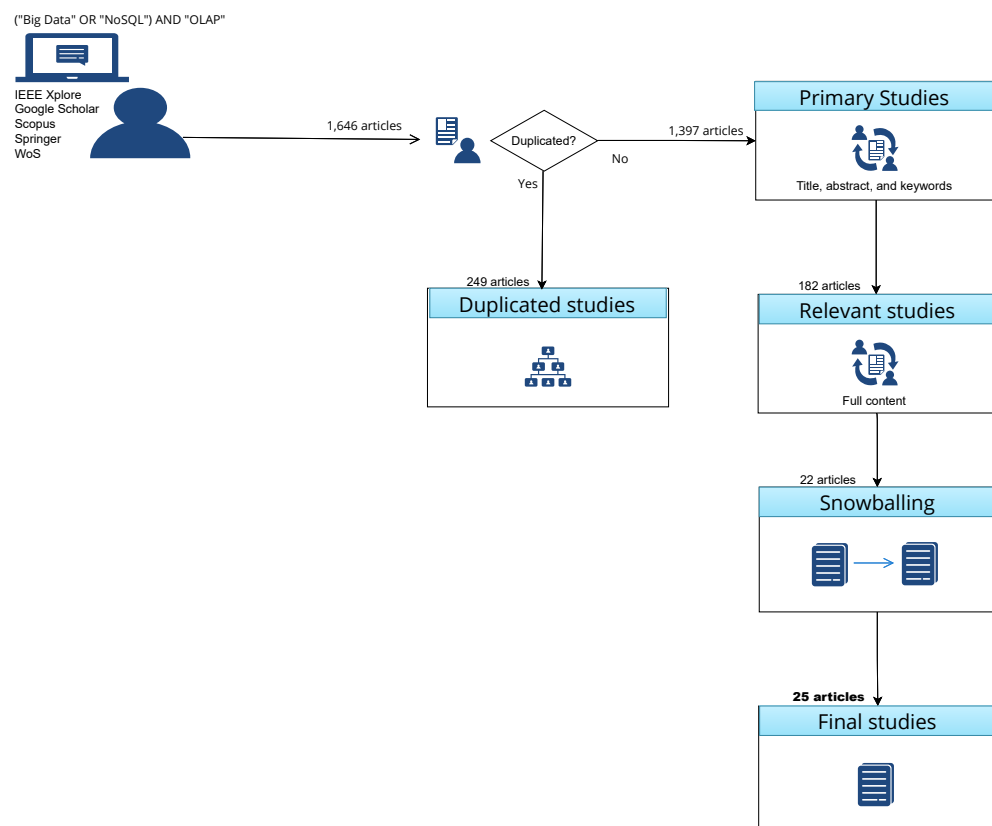 ("Big Data" OR "NoSQL") AND "OLAP"
IEEE Xplore
Google Scholar
Scopus
Springer
WoS
1,646 articles
Duplicated?
1,397 articles
No
Yes
Primary Studies
Title, abstract, and keywords
249 articles
Duplicated studies
182 articles
Relevant studies
Full content
22 articles
Snowballing
25 articles
Final studies